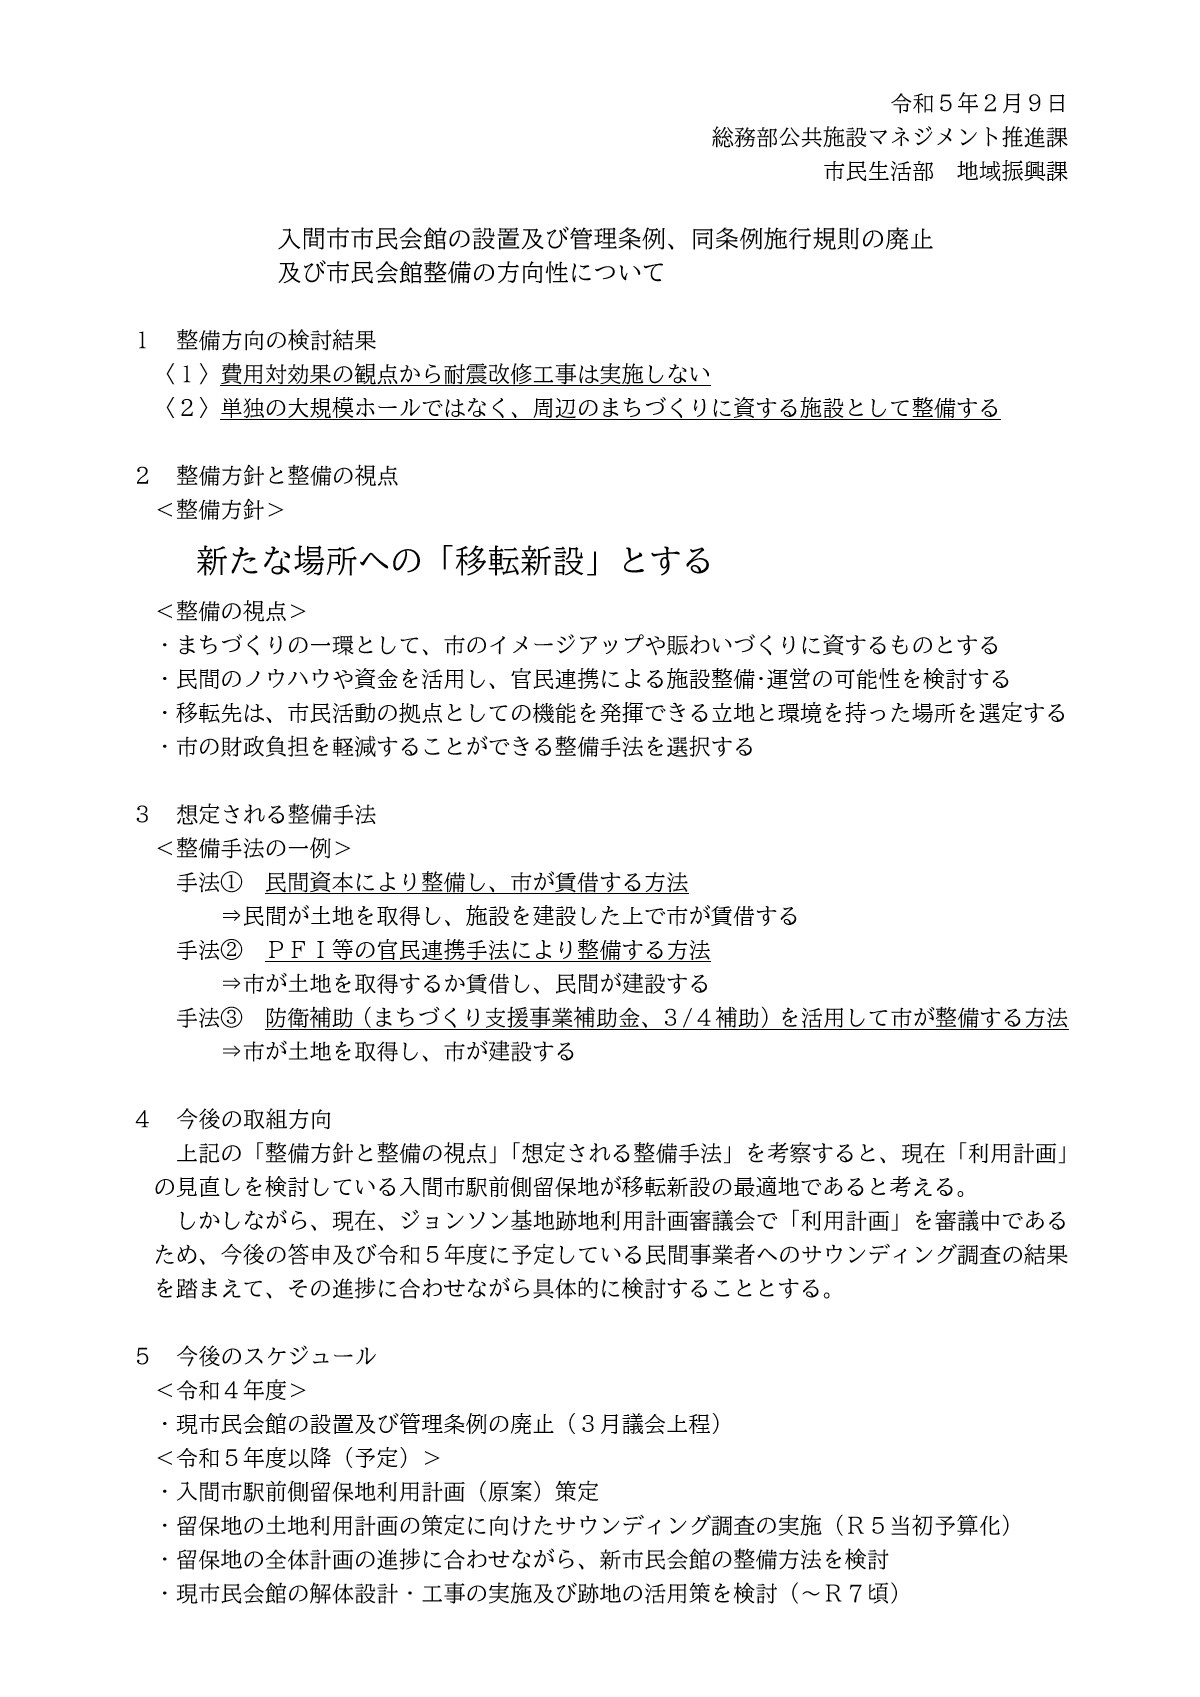 令和５年２月９日
総務部公共施設マネジメント推進課
市民生活部　地域振興課
入間市市民会館の設置及び管理条例、同条例施行規則の廃止
及び市民会館整備の方向性について
１　整備方向の検討結果
〈１〉費用対効果の観点から耐震改修工事は実施しない
〈２〉単独の大規模ホールではなく、周辺のまちづくりに資する施設として整備する
２　整備方針と整備の視点
＜整備方針＞
新たな場所への「移転新設」とする
＜整備の視点＞
・まちづくりの一環として、市のイメージアップや賑わいづくりに資するものとする
・民間のノウハウや資金を活用し、官民連携による施設整備･運営の可能性を検討する
・移転先は、市民活動の拠点としての機能を発揮できる立地と環境を持った場所を選定する
・市の財政負担を軽減することができる整備手法を選択する
３　想定される整備手法
＜整備手法の一例＞
手法①　民間資本により整備し、市が賃借する方法
⇒民間が土地を取得し、施設を建設した上で市が賃借する
手法②　ＰＦＩ等の官民連携手法により整備する方法
⇒市が土地を取得するか賃借し、民間が建設する
手法③　防衛補助（まちづくり支援事業補助金、３/４補助）を活用して市が整備する方法
⇒市が土地を取得し、市が建設する
４　今後の取組方向
上記の「整備方針と整備の視点」「想定される整備手法」を考察すると、現在「利用計画」
の見直しを検討している入間市駅前側留保地が移転新設の最適地であると考える。
しかしながら、現在、ジョンソン基地跡地利用計画審議会で「利用計画」を審議中である
ため、今後の答申及び令和５年度に予定している民間事業者へのサウンディング調査の結果
を踏まえて、その進捗に合わせながら具体的に検討することとする。
５　今後のスケジュール
＜令和４年度＞
・現市民会館の設置及び管理条例の廃止（３月議会上程）
＜令和５年度以降（予定）＞
・入間市駅前側留保地利用計画（原案）策定
・留保地の土地利用計画の策定に向けたサウンディング調査の実施（Ｒ５当初予算化）
・留保地の全体計画の進捗に合わせながら、新市民会館の整備方法を検討
・現市民会館の解体設計・工事の実施及び跡地の活用策を検討（～Ｒ７頃）